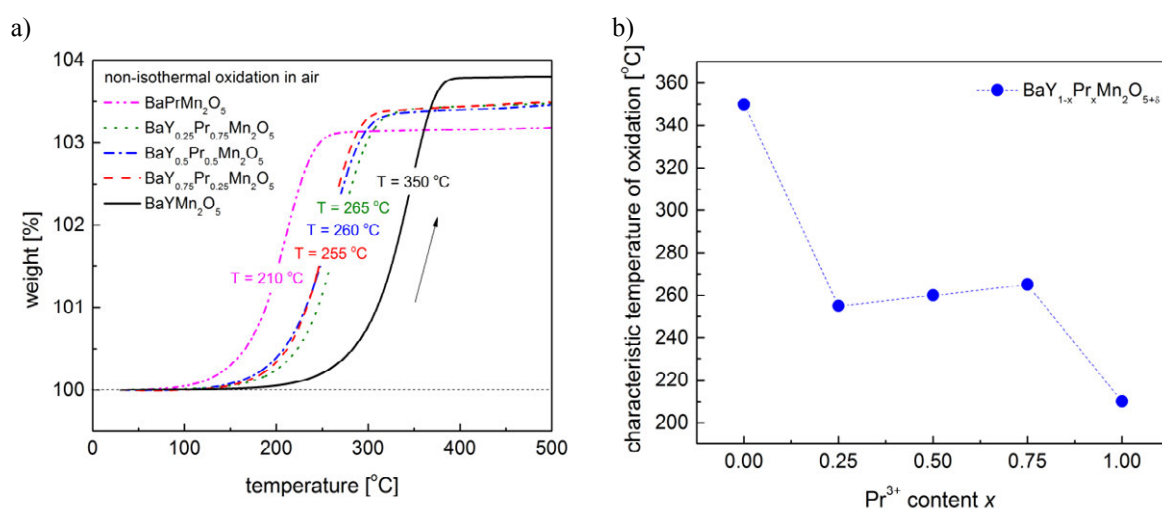 a)
104
103
102
101
100
weight [%]
non-isothermal oxidation in air
BaPrMn₂O₅
BaY₀.₂₅Pr₀.₇₅Mn₂O₅
BaY₀.₅Pr₀.₅Mn₂O₅
BaY₀.₇₅Pr₀.₂₅Mn₂O₅
BaYMn₂O₅
T = 350 °C
T = 265 °C
T = 260 °C
T = 255 °C
T = 210 °C
0 100 200 300 400 500
temperature [°C]
b)
characteristic temperature of oxidation [°C]
360
340
320
300
280
260
240
220
200
BaY₁₋ₓPrₓMn₂O₅₊δ
0.00 0.25 0.50 0.75 1.00
Pr³⁺ content x